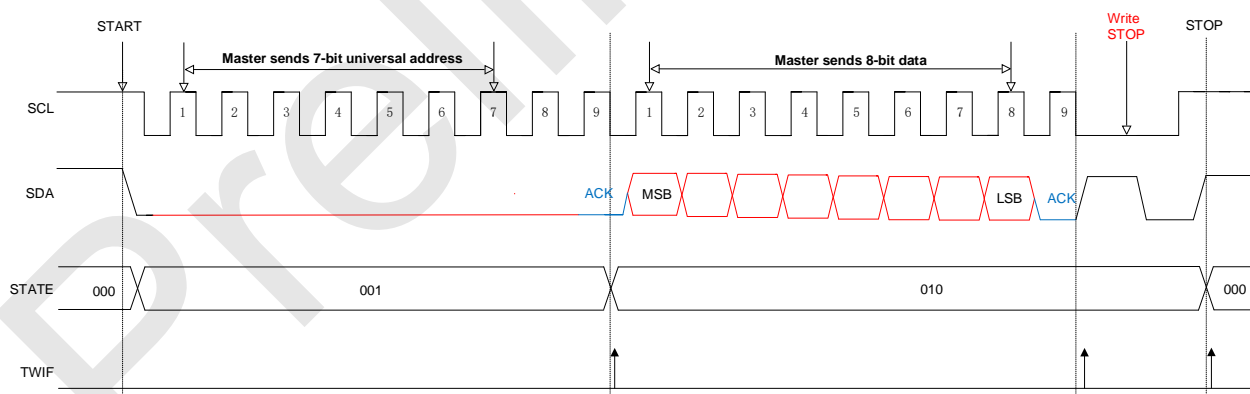 START
Write
STOP
STOP
Master sends 7-bit universal address
Master sends 8-bit data
SCL
1 2 3 4 5 6 7 8 9 1 2 3 4 5 6 7 8 9
SDA
ACK MSB LSB ACK
STATE 000 001 010 000
TWIF